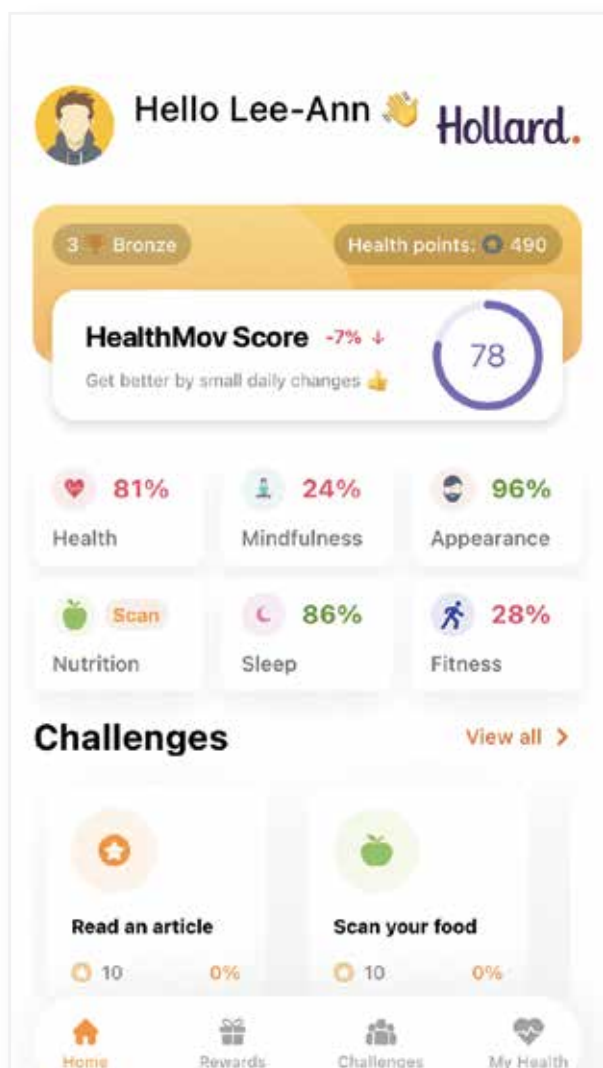 Hello Lee-Ann 👋 Hollard.
3 Bronze Health points: 490
HealthMov Score -7% ↓
78
Get better by small daily changes 👍
81% 24% 96%
Health Mindfulness Appearance
Scan 86% 28%
Nutrition Sleep Fitness
Challenges View all >
Read an article Scan your food
10 0% 10 0%
Home Rewards Challenges My Health